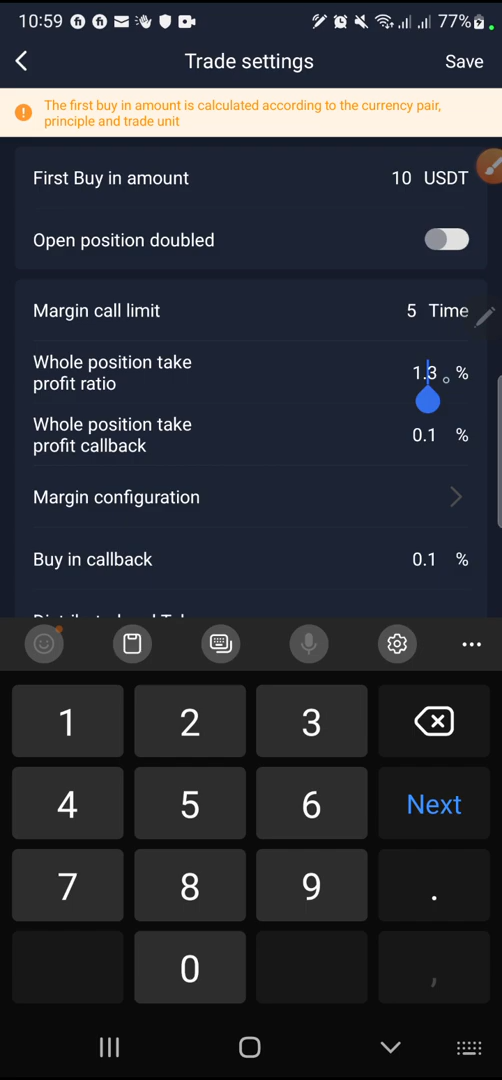 10:59 77%
Trade settings Save
The first buy in amount is calculated according to the currency pair,
principle and trade unit
First Buy in amount 10 USDT
Open position doubled
Margin call limit 5 Time
Whole position take
profit ratio 1.3 %
Whole position take
profit callback 0.1 %
Margin configuration
Buy in callback 0.1 %
1 2 3
4 5 6 Next
7 8 9 .
0 ,